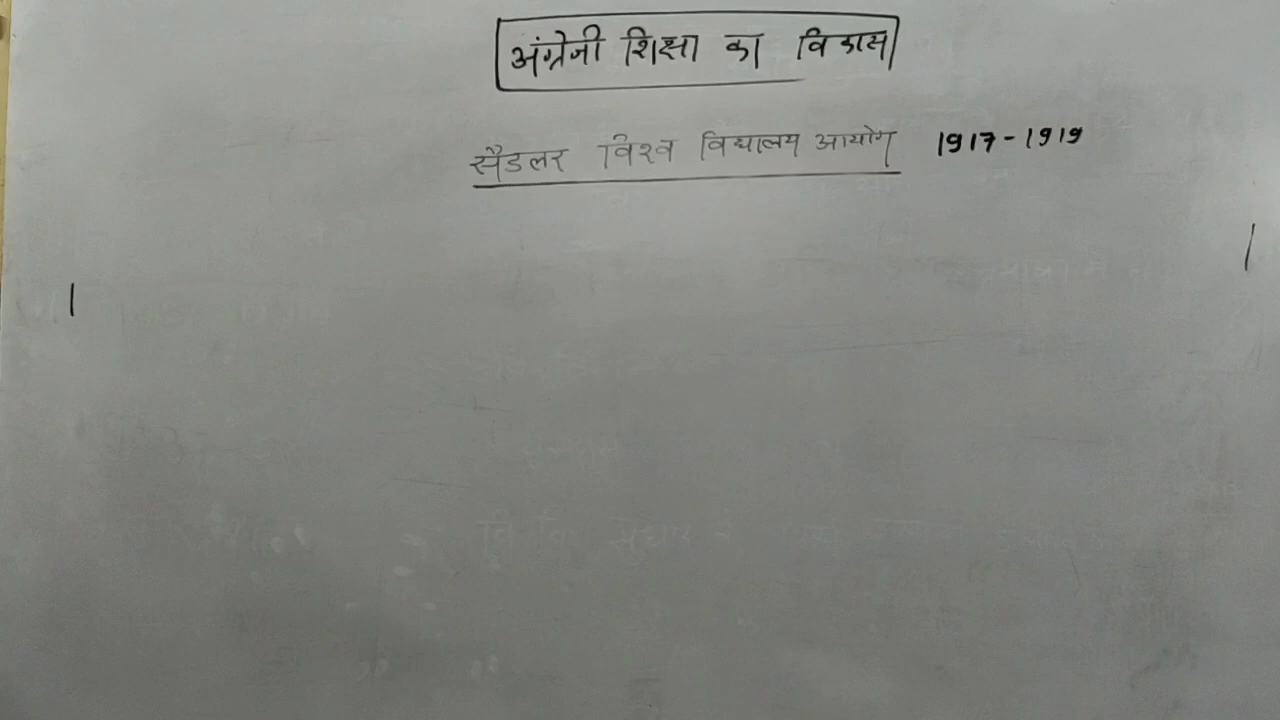 अंग्रेजी शिक्षा का विकास
सैडलर विश्व विद्यालय आयोग 1917-1919